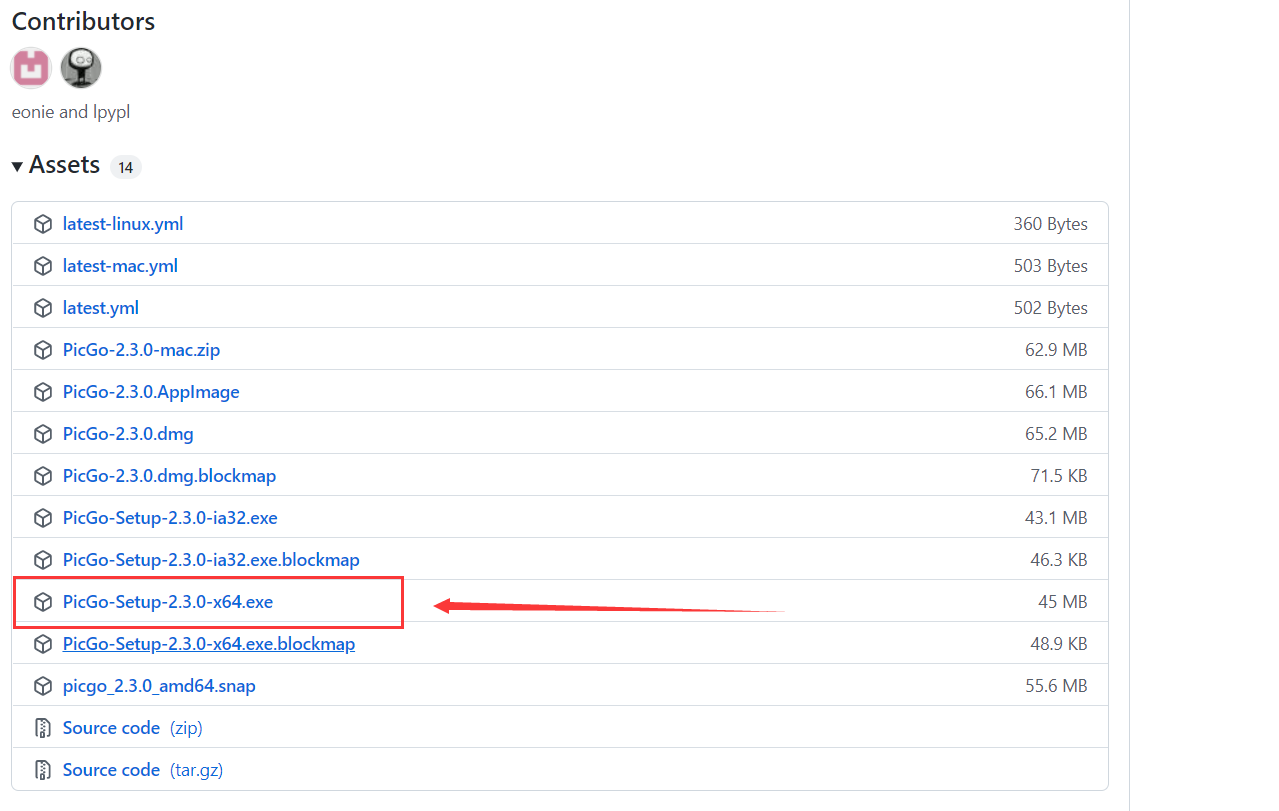 Contributors
eonie and lpypl
Assets 14
latest-linux.yml 360 Bytes
latest-mac.yml 503 Bytes
latest.yml 502 Bytes
PicGo-2.3.0-mac.zip 62.9 MB
PicGo-2.3.0.AppImage 66.1 MB
PicGo-2.3.0.dmg 65.2 MB
PicGo-2.3.0.dmg.blockmap 71.5 KB
PicGo-Setup-2.3.0-ia32.exe 43.1 MB
PicGo-Setup-2.3.0-ia32.exe.blockmap 46.3 KB
PicGo-Setup-2.3.0-x64.exe 45 MB
PicGo-Setup-2.3.0-x64.exe.blockmap 48.9 KB
picgo_2.3.0_amd64.snap 55.6 MB
Source code (zip)
Source code (tar.gz)